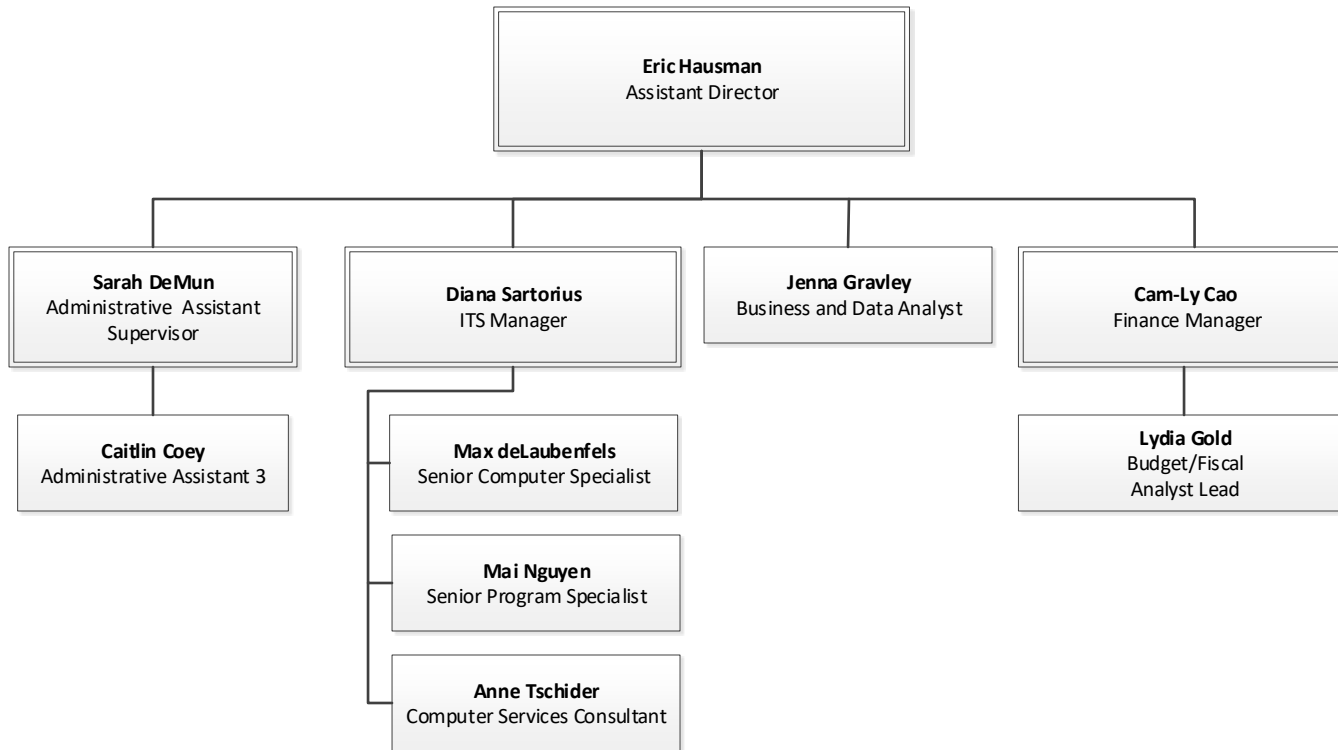 Eric Hausman
Assistant Director
Sarah DeMun
Administrative Assistant
Supervisor
Diana Sartorius
ITS Manager
Jenna Gravley
Business and Data Analyst
Cam-Ly Cao
Finance Manager
Caitlin Coey
Administrative Assistant 3
Max deLaubenfels
Senior Computer Specialist
Lydia Gold
Budget/Fiscal
Analyst Lead
Mai Nguyen
Senior Program Specialist
Anne Tschider
Computer Services Consultant